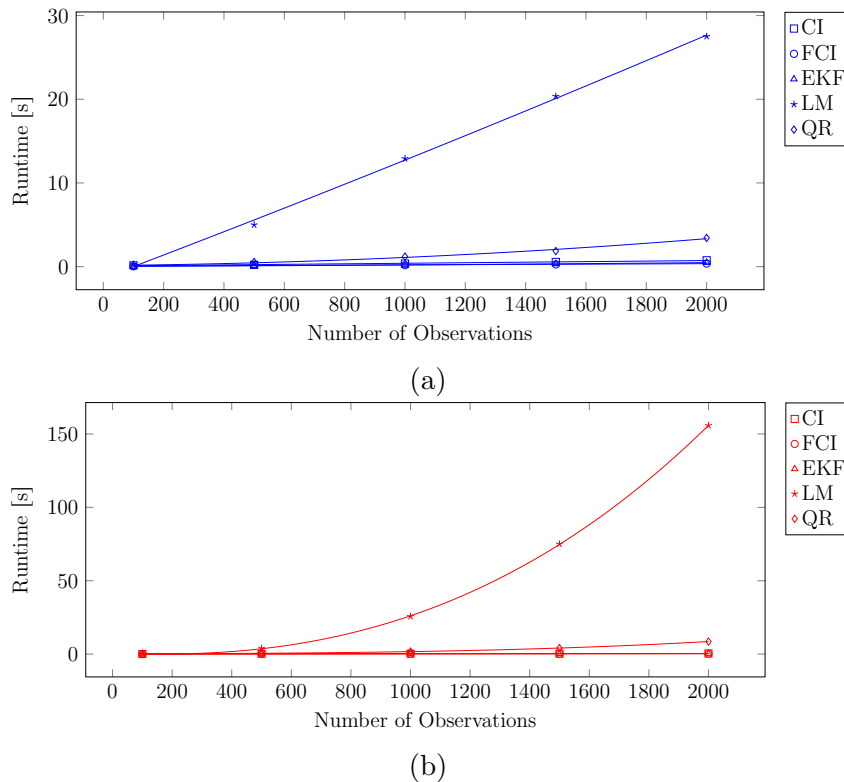 30
20
10
0
Runtime [s]
0 200 400 600 800 1000 1200 1400 1600 1800 2000
Number of Observations
CI
FCI
EKF
LM
QR
(a)
150
100
50
0
Runtime [s]
0 200 400 600 800 1000 1200 1400 1600 1800 2000
Number of Observations
CI
FCI
EKF
LM
QR
(b)